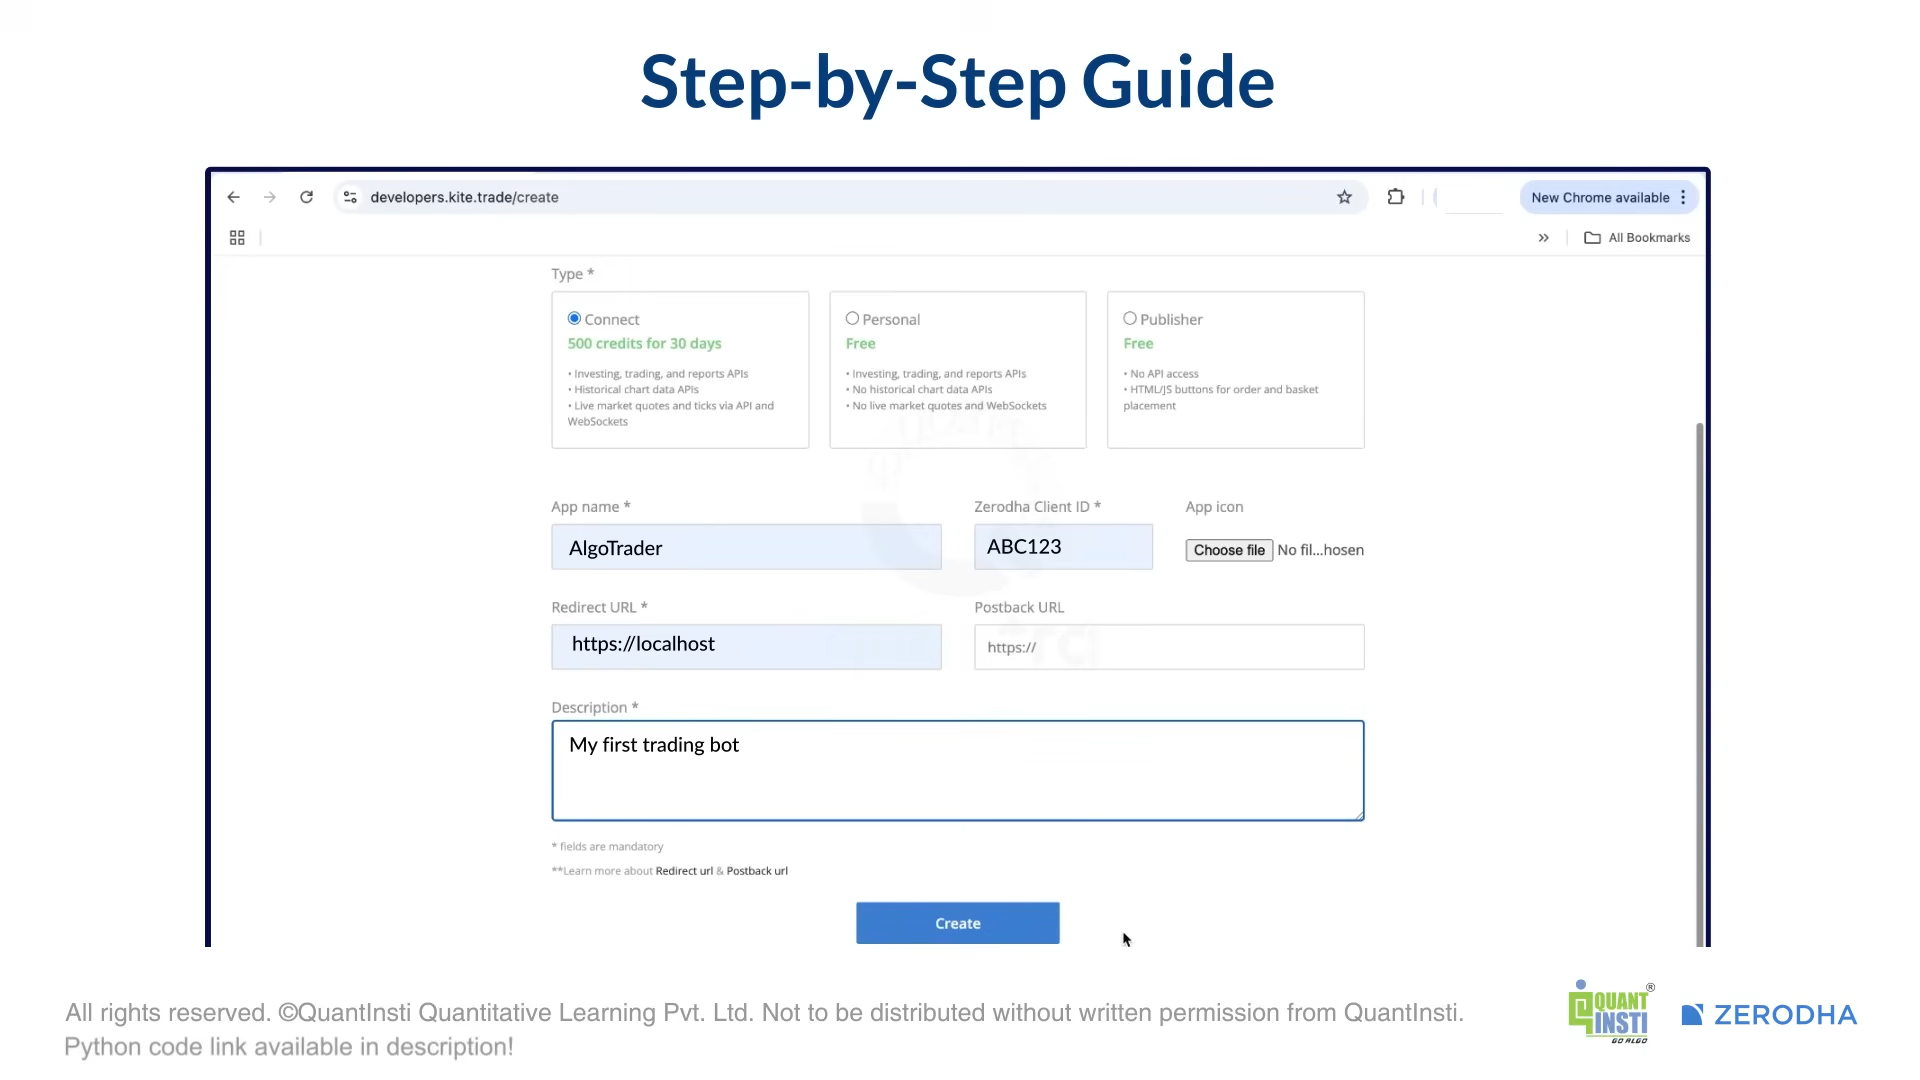 Step-by-Step Guide
developers.kite.trade/create
New Chrome available
All Bookmarks
Type *
Connect
500 credits for 30 days
• Investing, trading, and reports APIs
• Historical chart data APIs
• Live market quotes and ticks via API and
WebSockets
Personal
Free
• Investing, trading, and reports APIs
• No historical chart data APIs
• No live market quotes and WebSockets
Publisher
Free
• No API access
• HTML/JS buttons for order and basket
placement
App name *
AlgoTrader
Zerodha Client ID *
ABC123
App icon
Choose file No fil...hosen
Redirect URL *
https://localhost
Postback URL
https://
Description *
My first trading bot
* fields are mandatory
**Learn more about Redirect url & Postback url
Create
All rights reserved. ©QuantInsti Quantitative Learning Pvt. Ltd. Not to be distributed without written permission from QuantInsti.
Python code link available in description!
QUANT
INSTI
GO ALGO
®
ZERODHA